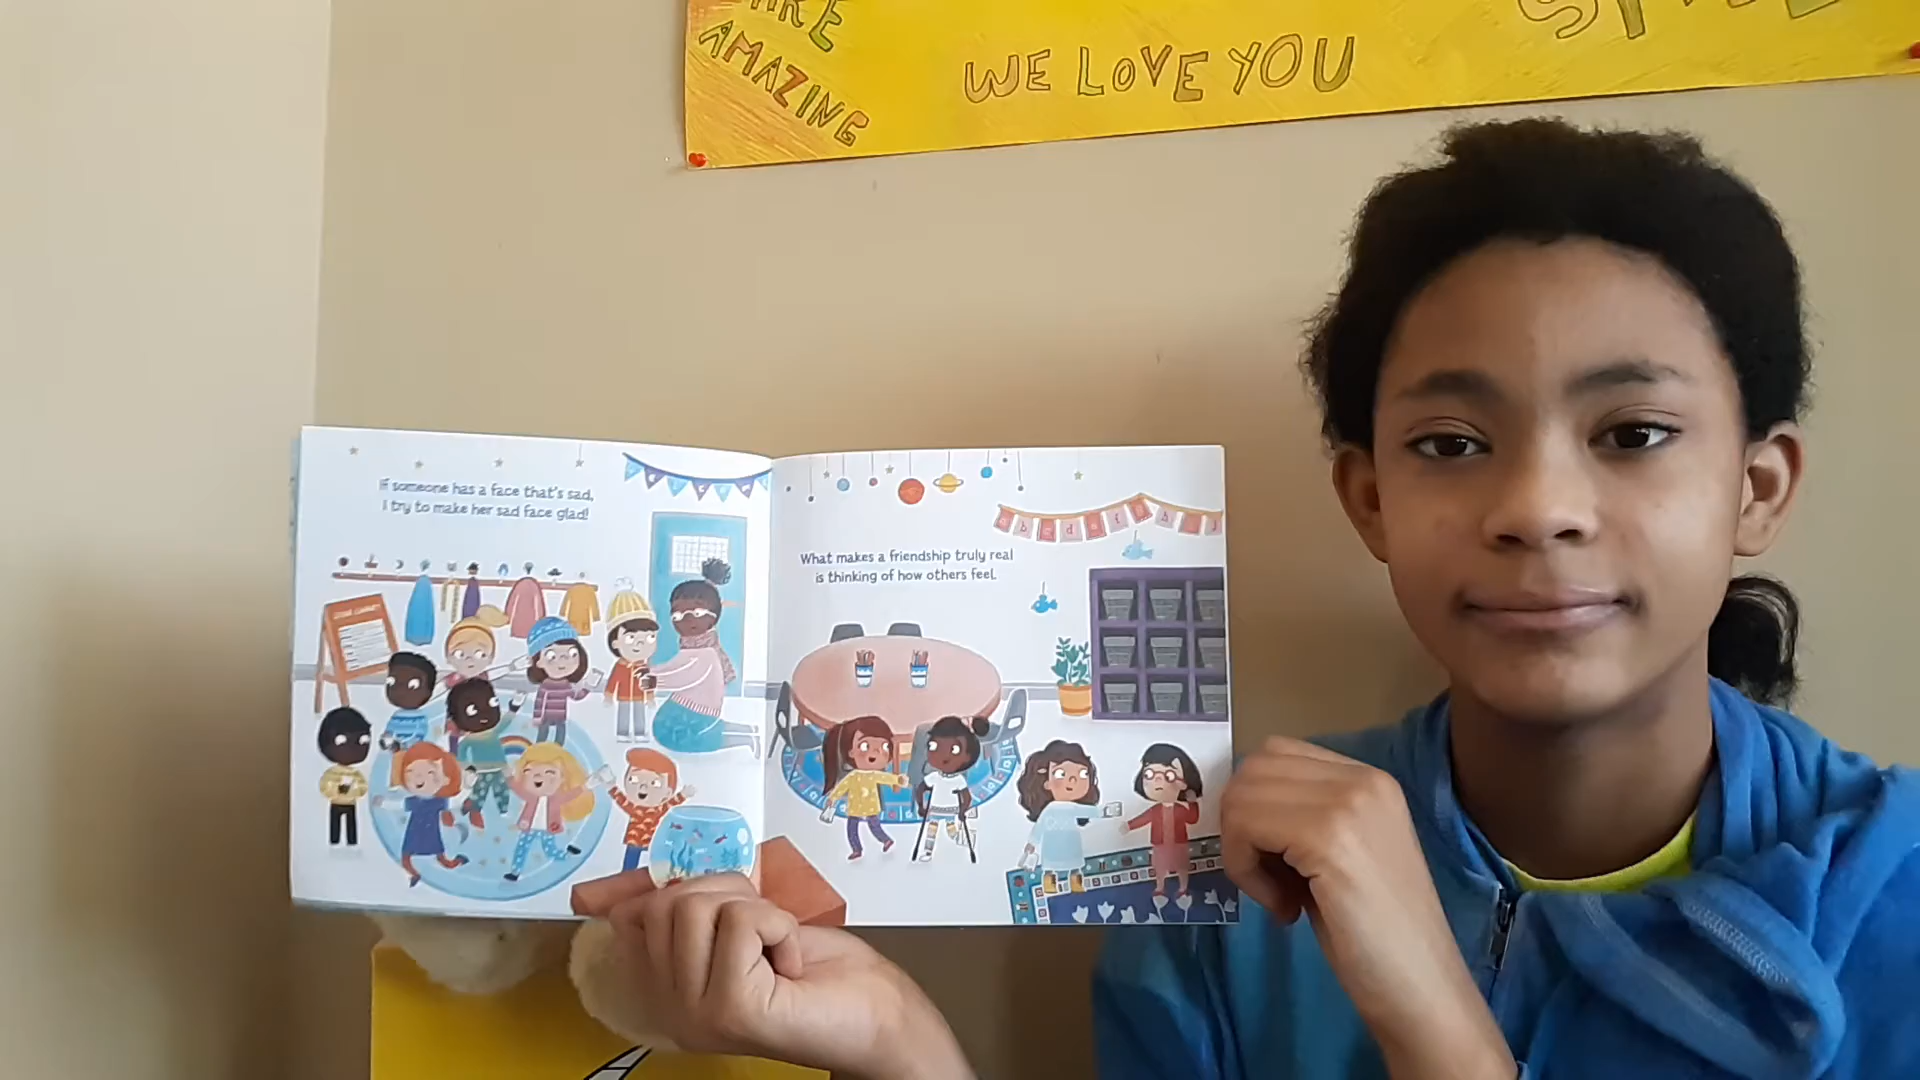 ARE
AMAZING
WE LOVE YOU
If someone has a face that's sad,
I try to make her sad face glad!
What makes a friendship truly real
is thinking of how others feel.
a b c d e f g h i j